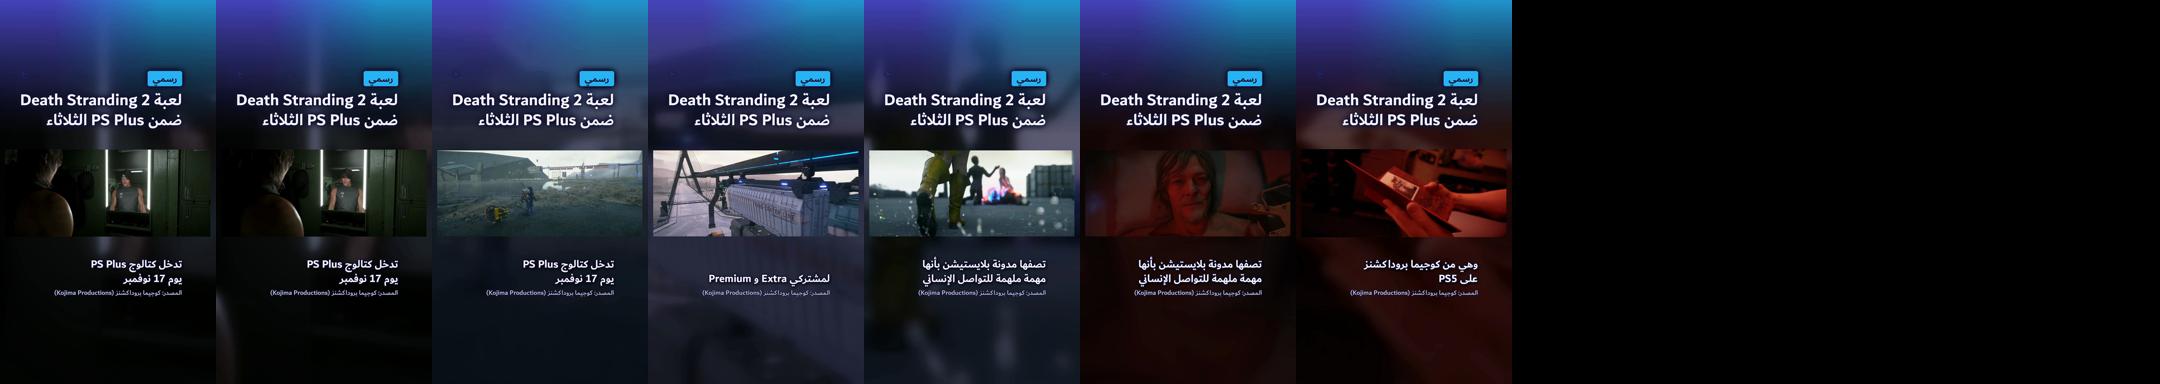 رسمي
لعبة Death Stranding 2
ضمن PS Plus الثلاثاء
تدخل كتالوج PS Plus
يوم 17 نوفمبر
المصدر: كوجيما بروداكشنز (Kojima Productions)
رسمي
لعبة Death Stranding 2
ضمن PS Plus الثلاثاء
تدخل كتالوج PS Plus
يوم 17 نوفمبر
المصدر: كوجيما بروداكشنز (Kojima Productions)
رسمي
لعبة Death Stranding 2
ضمن PS Plus الثلاثاء
تدخل كتالوج PS Plus
يوم 17 نوفمبر
المصدر: كوجيما بروداكشنز (Kojima Productions)
رسمي
لعبة Death Stranding 2
ضمن PS Plus الثلاثاء
لمشتركي Extra و Premium
المصدر: كوجيما بروداكشنز (Kojima Productions)
رسمي
لعبة Death Stranding 2
ضمن PS Plus الثلاثاء
تصفها مدونة بلايستيشن بأنها
مهمة ملهمة للتواصل الإنساني
المصدر: كوجيما بروداكشنز (Kojima Productions)
رسمي
لعبة Death Stranding 2
ضمن PS Plus الثلاثاء
تصفها مدونة بلايستيشن بأنها
مهمة ملهمة للتواصل الإنساني
المصدر: كوجيما بروداكشنز (Kojima Productions)
رسمي
لعبة Death Stranding 2
ضمن PS Plus الثلاثاء
وهي من كوجيما بروداكشنز
على PS5
المصدر: كوجيما بروداكشنز (Kojima Productions)